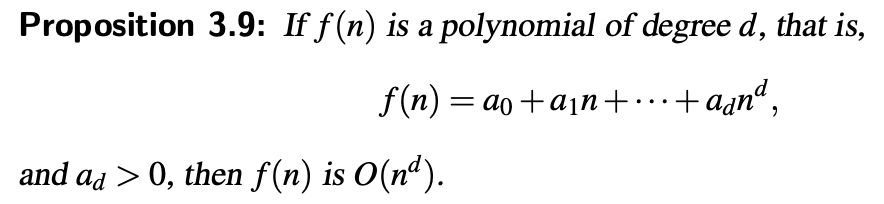 Proposition 3.9: If f(n) is a polynomial of degree d, that is,
f(n) = a₀ + a₁n + ⋯ + a_d n^d,
and a_d > 0, then f(n) is O(n^d).